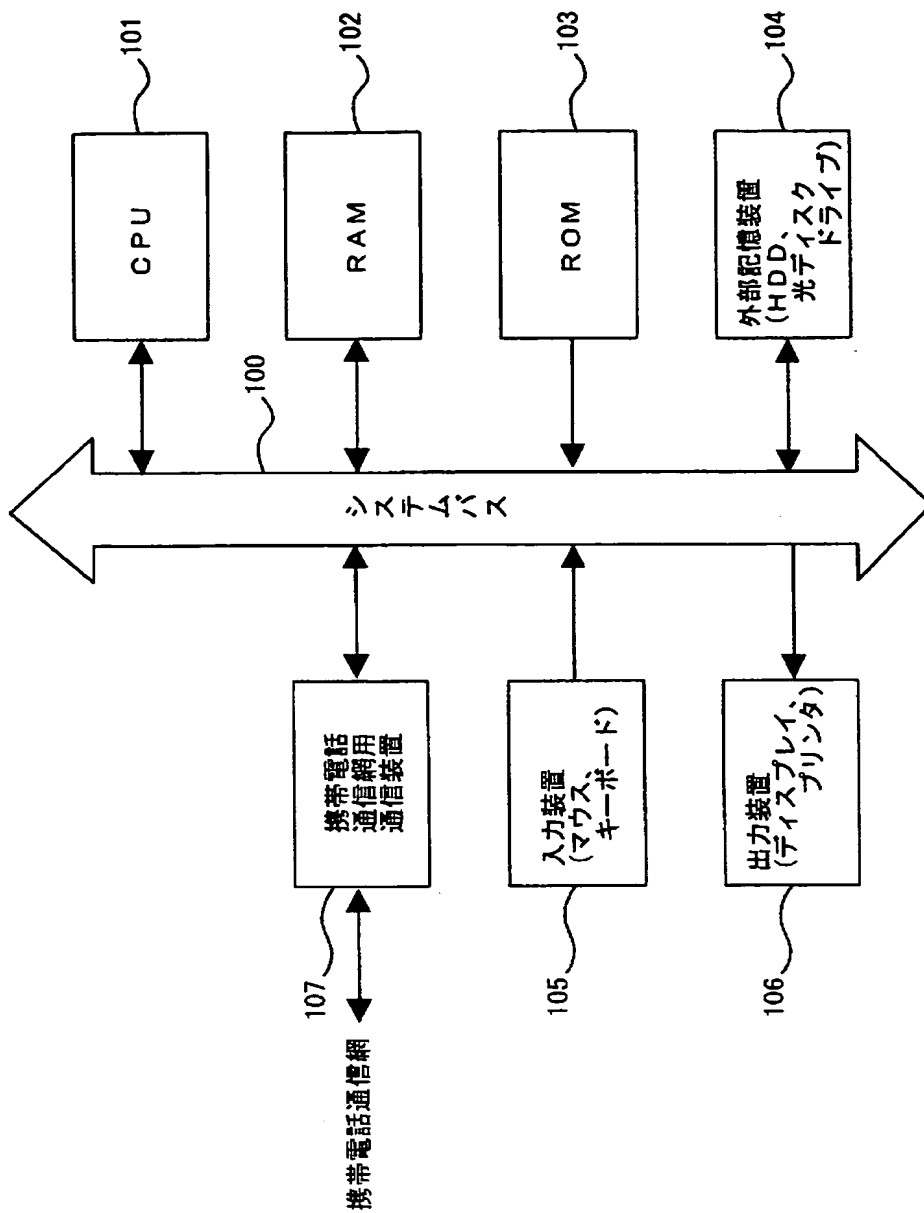 101
CPU
102
RAM
103
ROM
104
外部記憶装置
(HDD、
光ディスク
ドライブ)
100
システムバス
107
携帯電話
通信網用
通信装置
携帯電話通信網
105
入力装置
(マウス、
キーボード)
106
出力装置
(ディスプレイ、
プリンタ)